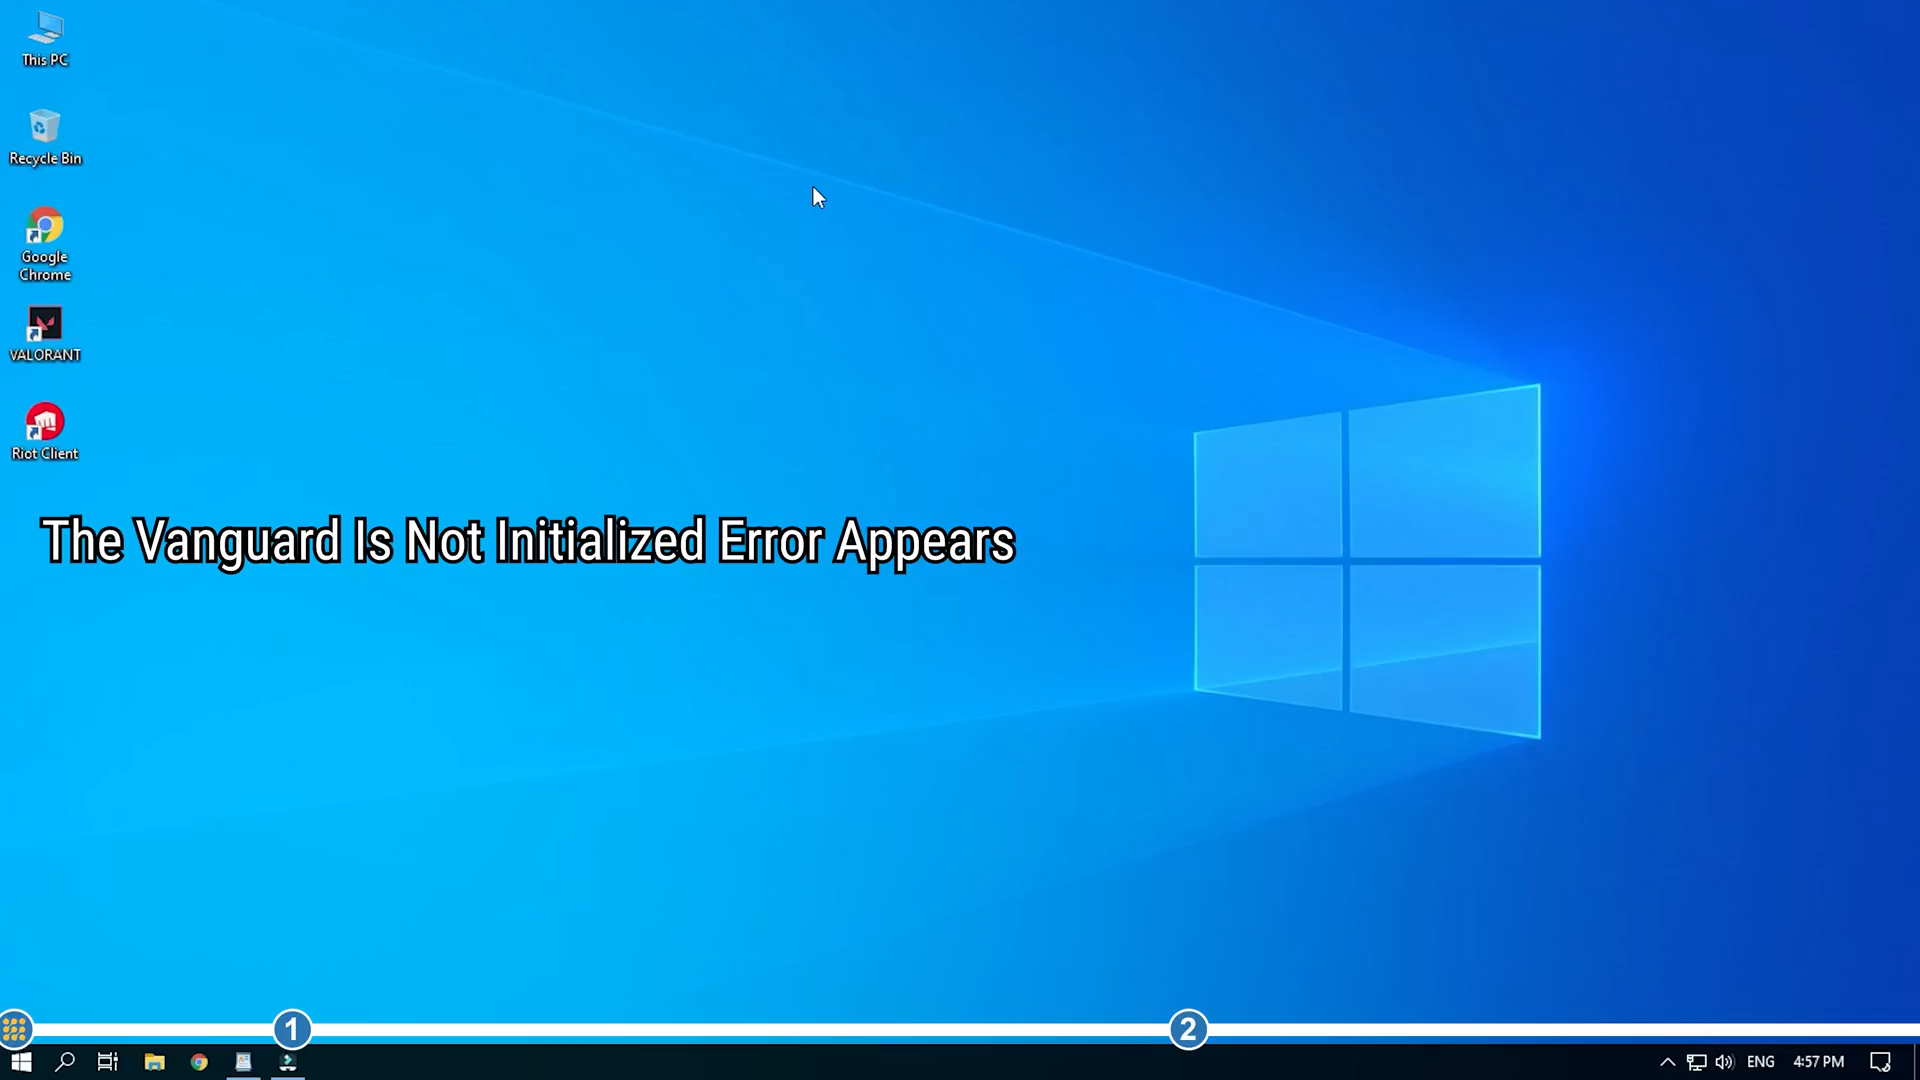 This PC
Recycle Bin
Google
Chrome
VALORANT
Riot Client
The Vanguard Is Not Initialized Error Appears
1
2
ENG
4:57 PM